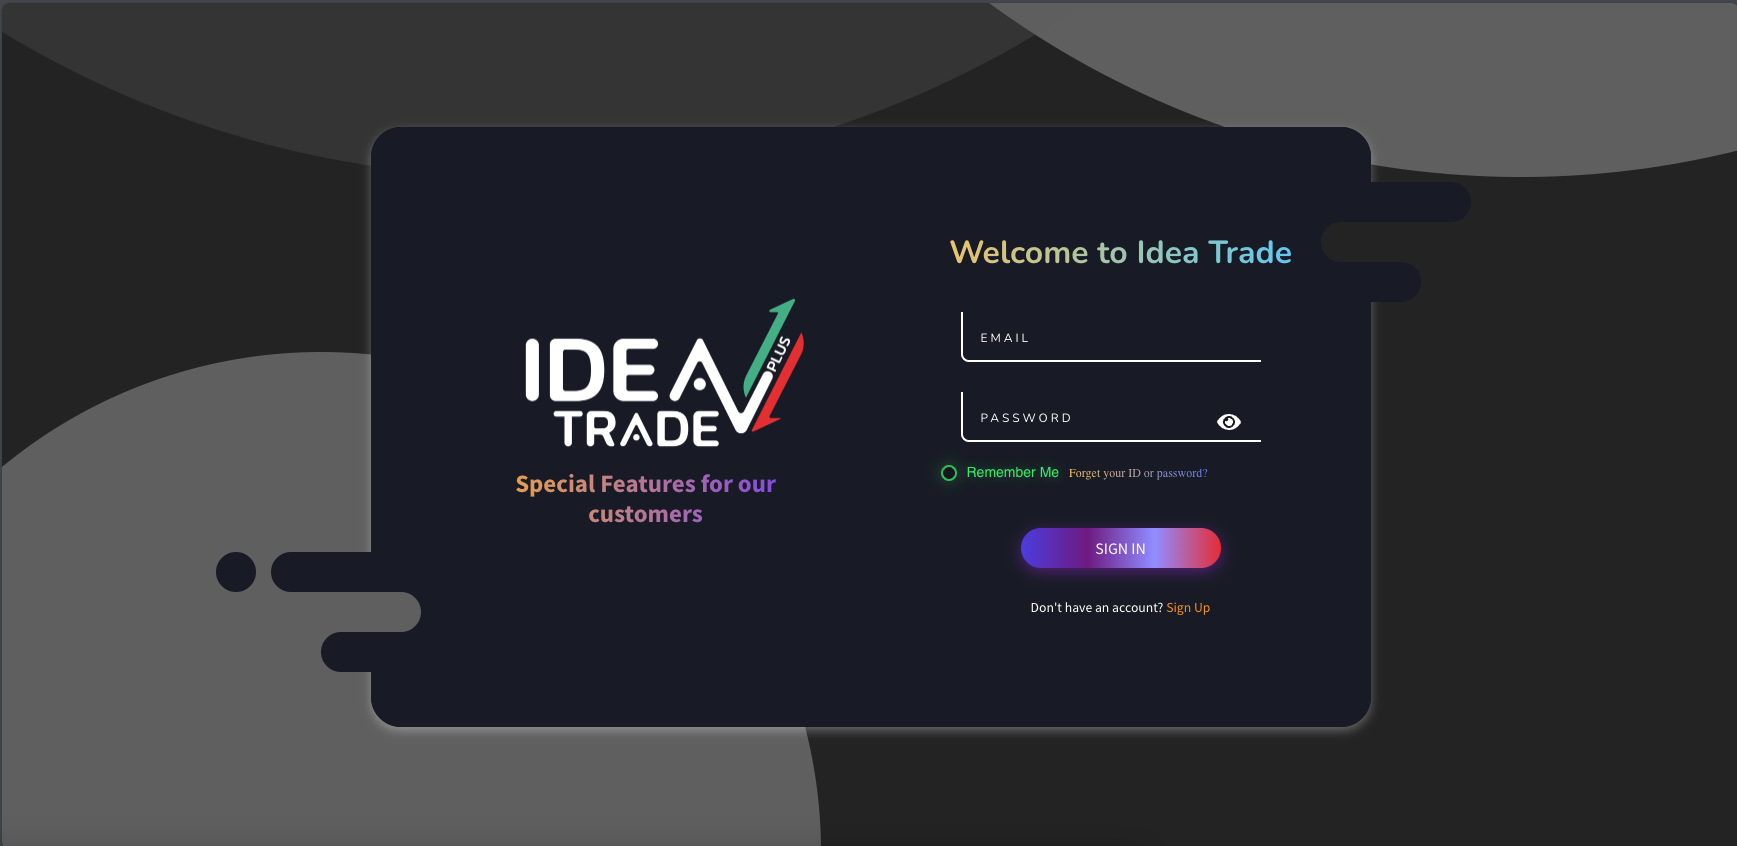 IDEA
PLUS
TRADE
Special Features for our
customers
Welcome to Idea Trade
EMAIL
PASSWORD
Remember Me Forget your ID or password?
SIGN IN
Don't have an account? Sign Up